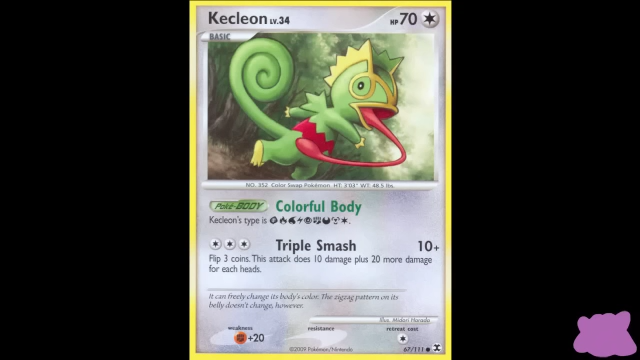 Kecleon LV.34
HP 70
BASIC
NO. 352 Color Swap Pokémon HT: 3'03" WT: 48.5 lbs.
Poké-BODY Colorful Body
Kecleon's type is
Triple Smash 10+
Flip 3 coins. This attack does 10 damage plus 20 more damage
for each heads.
It can freely change its body's color. The zigzag pattern on its
belly doesn't change, however.
Illus. Midori Harada
weakness resistance retreat cost
+20
©2009 Pokémon/Nintendo 67/111